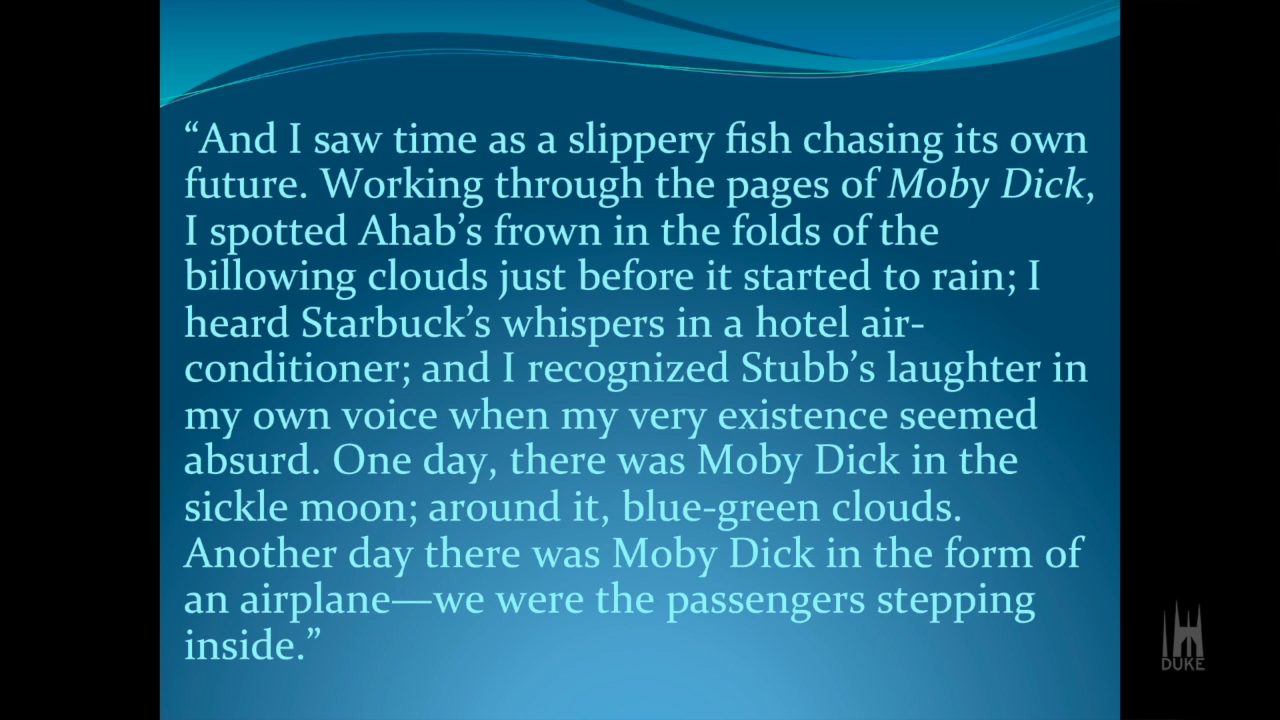 “And I saw time as a slippery fish chasing its own
future. Working through the pages of Moby Dick,
I spotted Ahab’s frown in the folds of the
billowing clouds just before it started to rain; I
heard Starbuck’s whispers in a hotel air-
conditioner; and I recognized Stubb’s laughter in
my own voice when my very existence seemed
absurd. One day, there was Moby Dick in the
sickle moon; around it, blue-green clouds.
Another day there was Moby Dick in the form of
an airplane—we were the passengers stepping
inside.”
DUKE